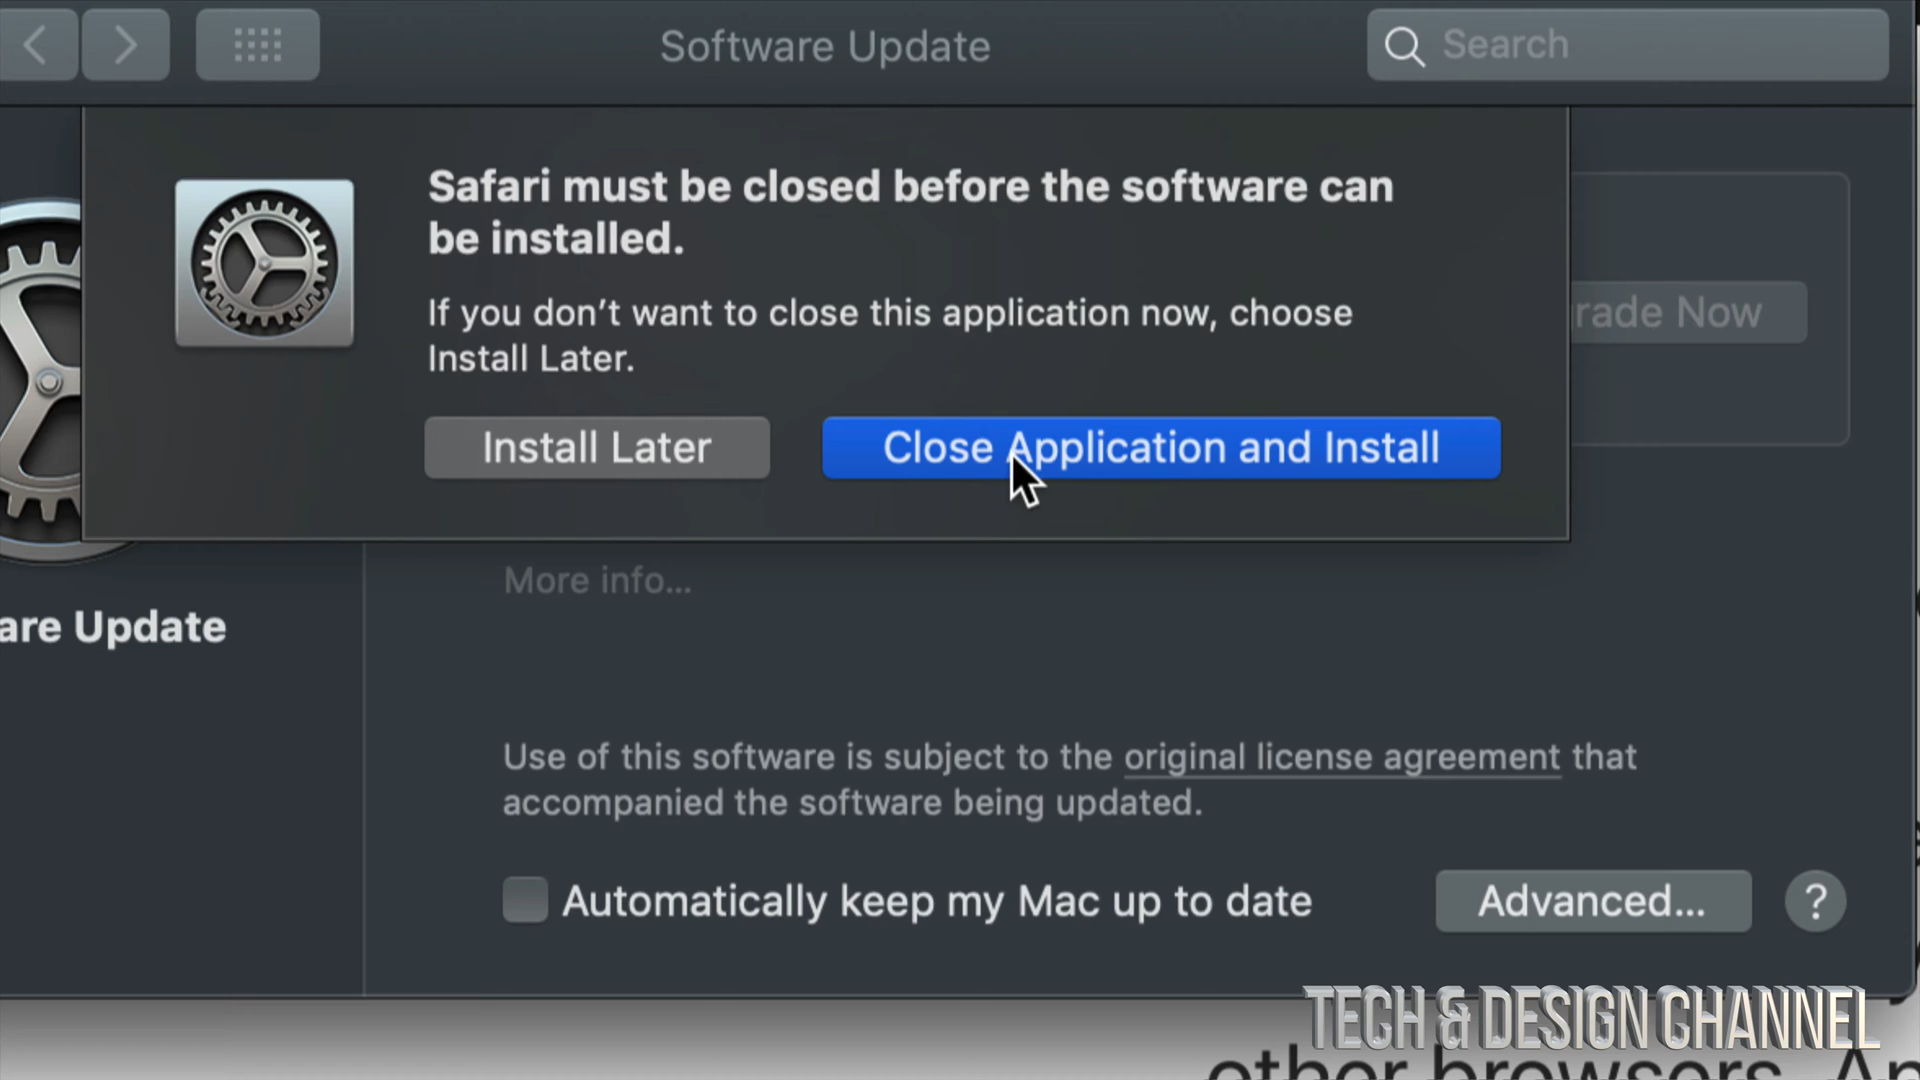 Software Update
Search
Safari must be closed before the software can
be installed.
If you don’t want to close this application now, choose
Install Later.
rade Now
Install Later
Close Application and Install
More info...
are Update
Use of this software is subject to the original license agreement that
accompanied the software being updated.
Automatically keep my Mac up to date
Advanced...
?
TECH & DESIGN CHANNEL
other browsers. An